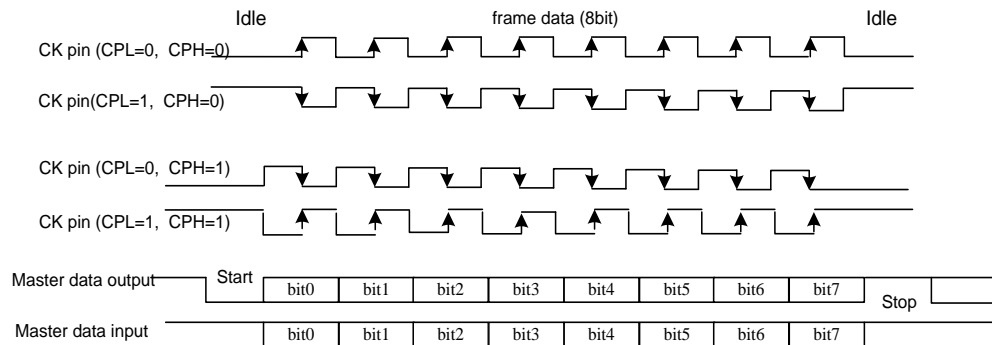 Idle frame data (8bit) Idle
CK pin (CPL=0, CPH=0)
CK pin(CPL=1, CPH=0)
CK pin (CPL=0, CPH=1)
CK pin (CPL=1, CPH=1)
Master data output Start bit0 bit1 bit2 bit3 bit4 bit5 bit6 bit7 Stop
Master data input bit0 bit1 bit2 bit3 bit4 bit5 bit6 bit7